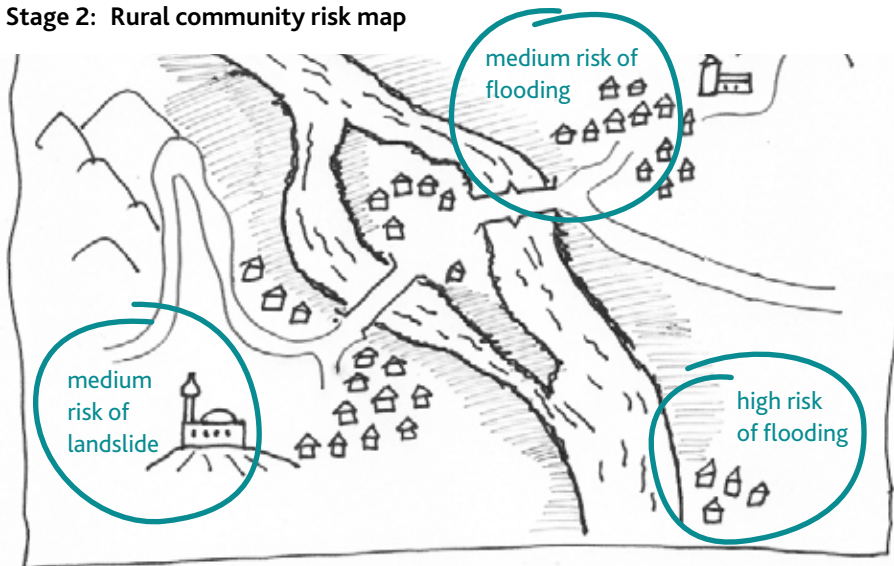 Stage 2: Rural community risk map
medium risk of
flooding
medium
risk of
landslide
high risk
of flooding